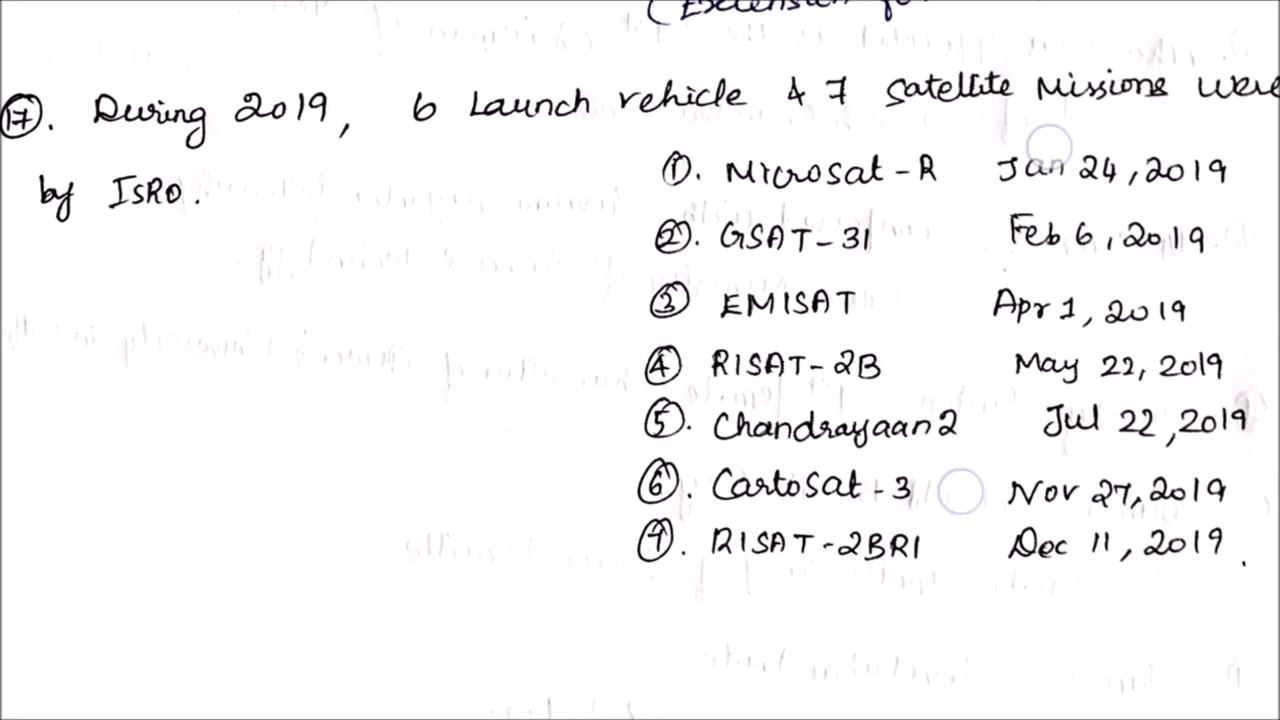 (Extension
17. During 2019, 6 Launch vehicle & 7 Satellite Missions were
by ISRO.
1. Microsat-R Jan 24, 2019
2. GSAT-31 Feb 6, 2019
3 EMISAT Apr 1, 2019
4 RISAT-2B May 22, 2019
5. Chandrayaan 2 Jul 22, 2019
6. Cartosat-3 Nov 27, 2019
7. RISAT-2BR1 Dec 11, 2019.